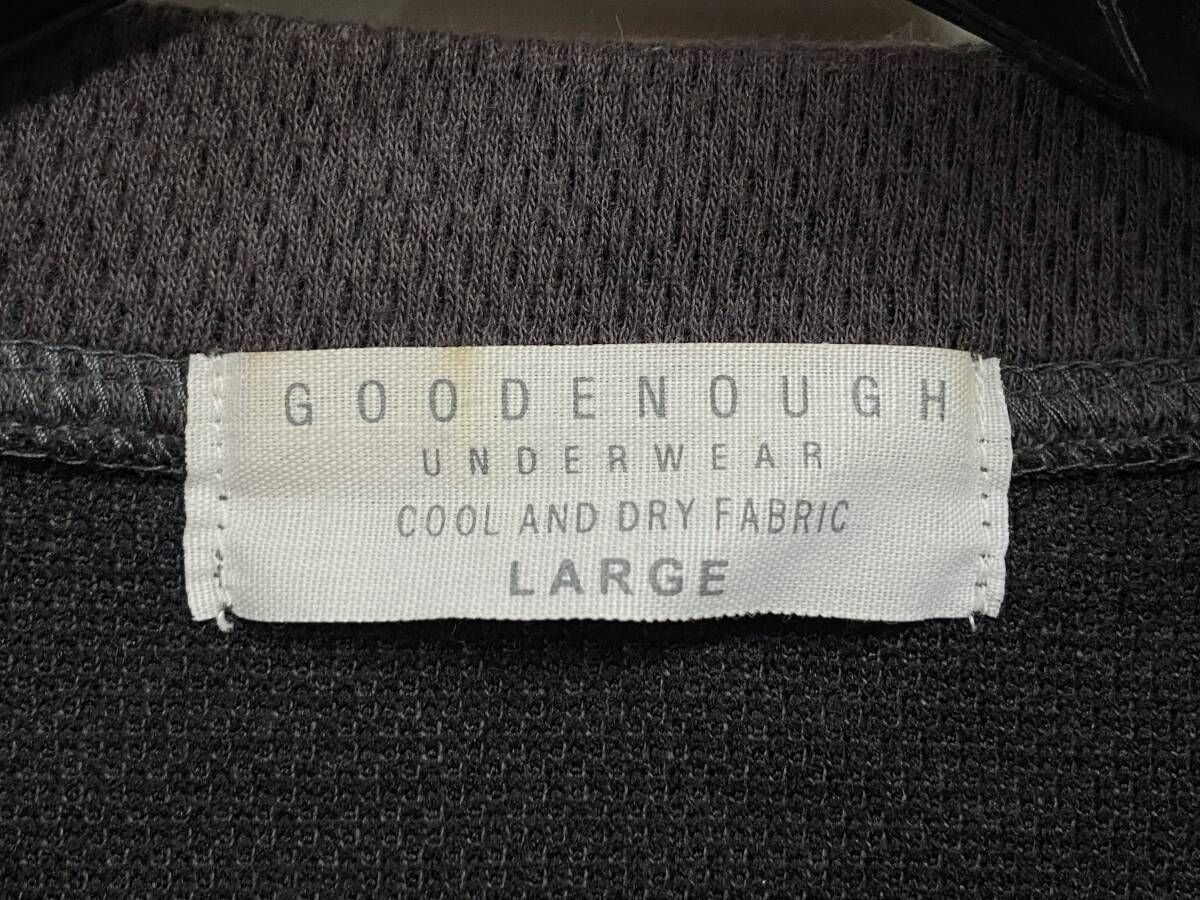 GOODENOUGH
UNDERWEAR
COOL AND DRY FABRIC
LARGE